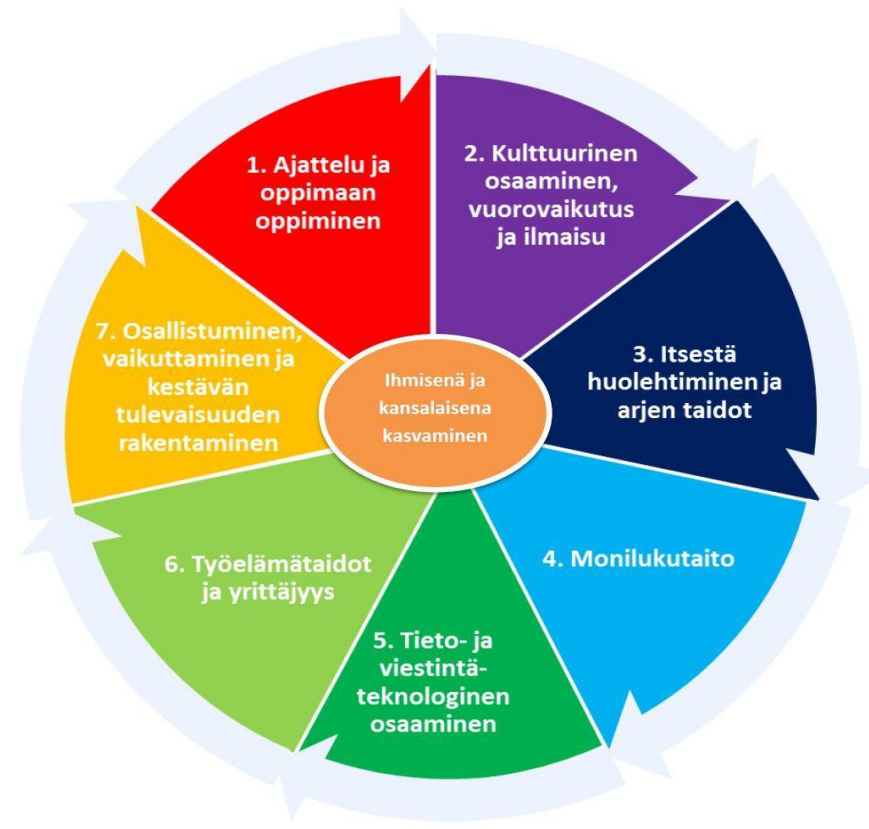 1. Ajattelu ja
oppimaan
oppiminen
2. Kulttuurinen
osaaminen,
vuorovaikutus
ja ilmaisu
3. Itsestä
huolehtiminen ja
arjen taidot
4. Monilukutaito
5. Tieto- ja
viestintä-
teknologinen
osaaminen
6. Työelämätaidot
ja yrittäjyys
7. Osallistuminen,
vaikuttaminen ja
kestävän
tulevaisuuden
rakentaminen
Ihmisenä ja
kansalaisena
kasvaminen